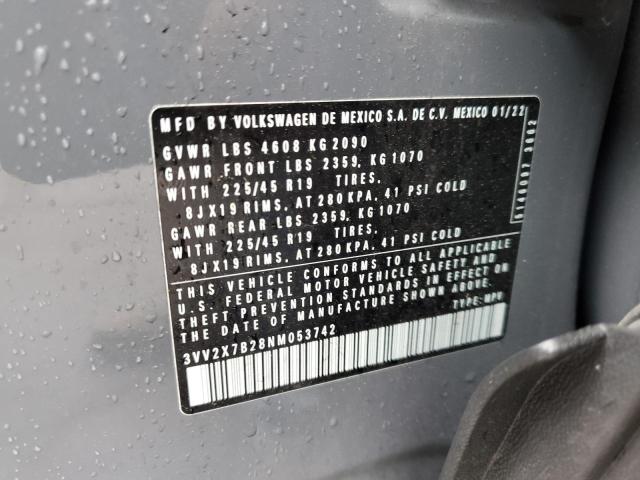 MFD BY VOLKSWAGEN DE MEXICO S.A. DE C.V. MEXICO 01/22
GVWR LBS 4608 KG 2090
GAWR FRONT LBS 2359, KG 1070
WITH 225/45 R19 TIRES,
8JX19 RIMS, AT 280 KPA, 41 PSI COLD
GAWR REAR LBS 2359, KG 1070
WITH 225/45 R19 TIRES,
8JX19 RIMS, AT 280 KPA, 41 PSI COLD
THIS VEHICLE CONFORMS TO ALL APPLICABLE
U.S. FEDERAL MOTOR VEHICLE SAFETY AND
THEFT PREVENTION STANDARDS IN EFFECT ON
THE DATE OF MANUFACTURE SHOWN ABOVE.
TYPE: MPV
3VV2X7B28NM053742